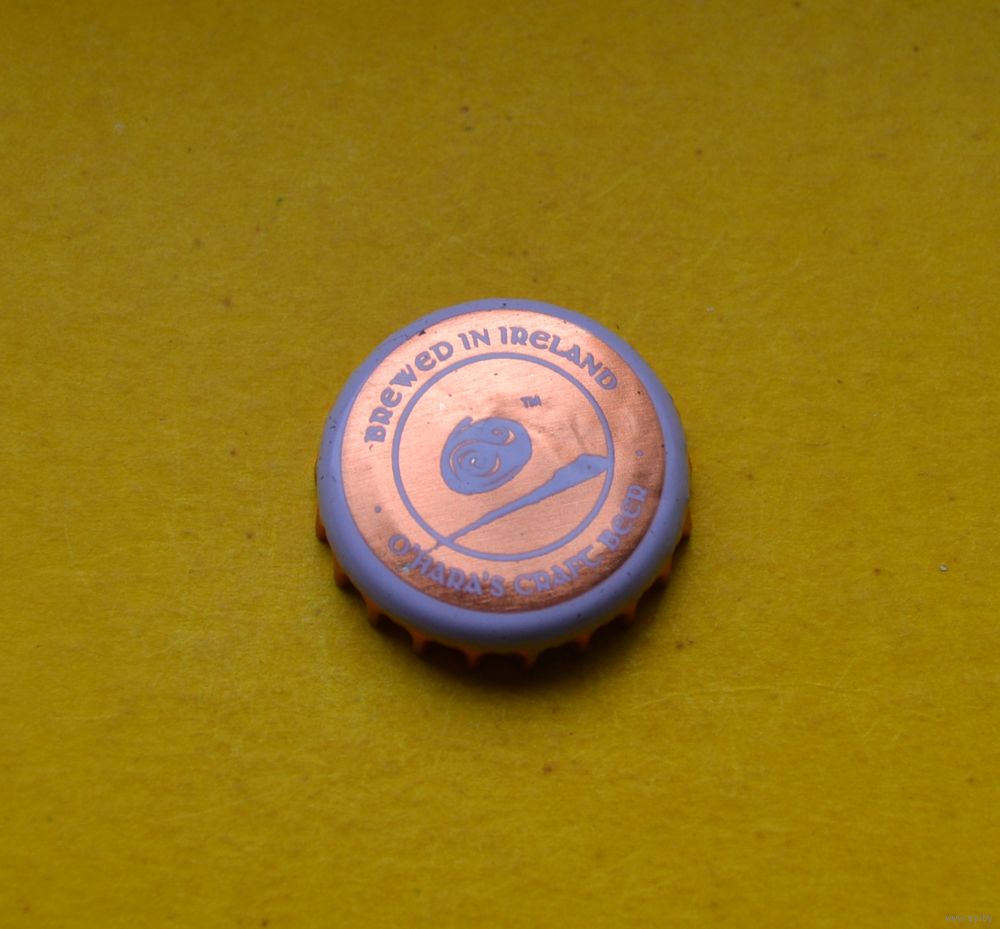 BREWED IN IRELAND
TM
O'HARA'S CRAFT BEER